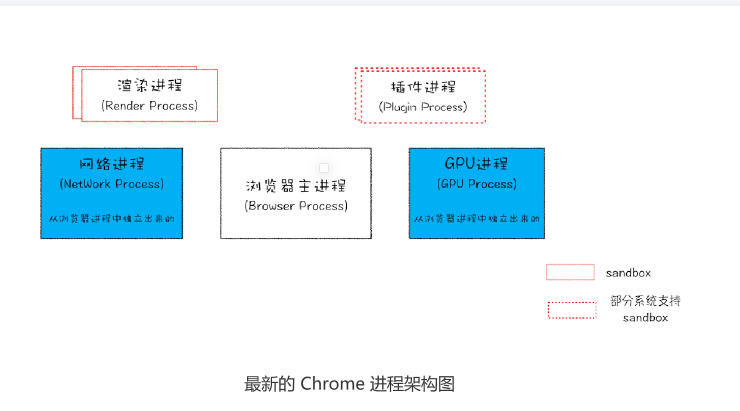 渲染进程
(Render Process)
插件进程
(Plugin Process)
网络进程
(NetWork Process)
从浏览器进程中独立出来的
浏览器主进程
(Browser Process)
GPU进程
(GPU Process)
从浏览器进程中独立出来的
sandbox
部分系统支持
sandbox
最新的 Chrome 进程架构图